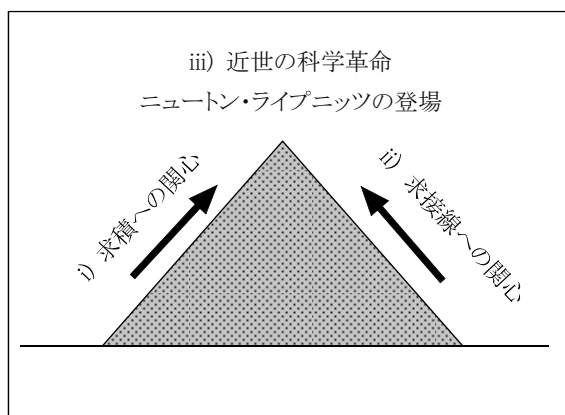 iii) 近世の科学革命
ニュートン・ライプニッツの登場
i) 求積への関心
ii) 求接線への関心